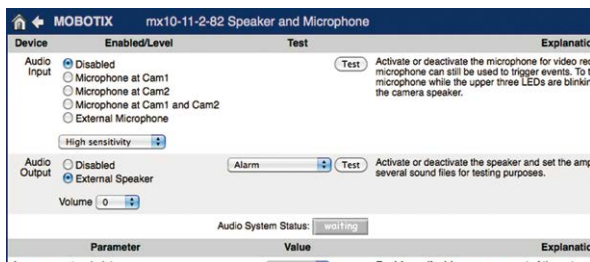 MOBOTIX mx10-11-2-82 Speaker and Microphone
Device Enabled/Level Test Explanatio
Audio Input
Disabled
Microphone at Cam1
Microphone at Cam2
Microphone at Cam1 and Cam2
External Microphone
High sensitivity
Test
Activate or deactivate the microphone for video rec
microphone can still be used to trigger events. To t
microphone while the upper three LEDs are blinkin
the camera speaker.
Audio Output
Disabled
External Speaker
Volume 0
Alarm Test
Activate or deactivate the speaker and set the amp
several sound files for testing purposes.
Audio System Status: waiting
Parameter Value Explanatio